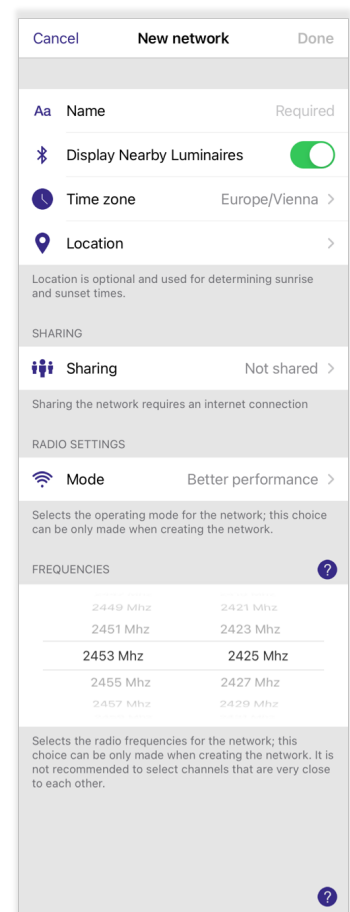 Cancel New network Done
Aa Name Required
Display Nearby Luminaires
Time zone Europe/Vienna
Location
Location is optional and used for determining sunrise
and sunset times.
SHARING
Sharing Not shared
Sharing the network requires an internet connection
RADIO SETTINGS
Mode Better performance
Selects the operating mode for the network; this choice
can be only made when creating the network.
FREQUENCIES ?
2449 Mhz 2421 Mhz
2451 Mhz 2423 Mhz
2453 Mhz 2425 Mhz
2455 Mhz 2427 Mhz
2457 Mhz 2429 Mhz
Selects the radio frequencies for the network; this
choice can be only made when creating the network. It is
not recommended to select channels that are very close
to each other.
?